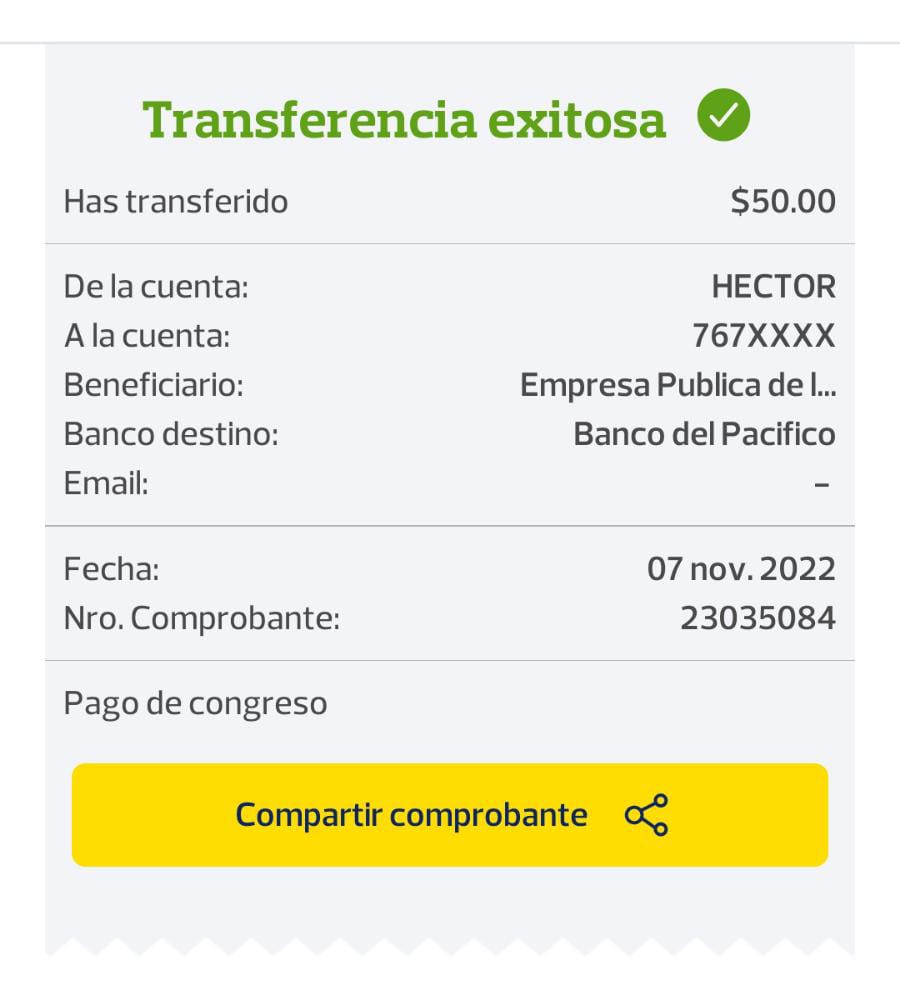 Transferencia exitosa
Has transferido $50.00
De la cuenta: HECTOR
A la cuenta: 767XXXX
Beneficiario: Empresa Publica de l...
Banco destino: Banco del Pacifico
Email: –
Fecha: 07 nov. 2022
Nro. Comprobante: 23035084
Pago de congreso
Compartir comprobante